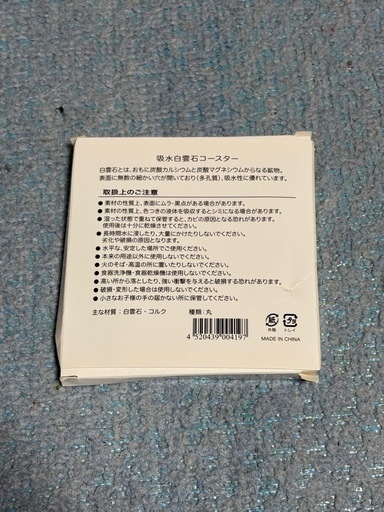 吸水白雲石コースター
白雲石とは、おもに炭酸カルシウムと炭酸マグネシウムからなる鉱物。
表面に無数の細かい穴が開いており(多孔質)、吸水性に優れています。
取扱上のご注意
● 素材の性質上、表面にムラ・黒点がある場合があります。
● 素材の性質上、色つきの液体を吸収するとシミになる場合があります。
● 湿った状態で重ねて保管すると、カビの原因となる恐れがあります。
使用後は十分に乾かしてください。
● 長時間水に浸したり、大量にかけたりしないでください。
劣化や破損の原因となります。
● 水平な、安定した場所でご使用ください。
● 本来の用途以外に使用しないでください。
● 火のそば・高温の所に置かないでください。
● 食器洗浄機・食器乾燥機は使用しないでください。
● 高い所から落としたり、強い衝撃を与えると破損する恐れがあります。
● 破損・変形した場合は使用しないでください。
● 小さなお子様の手の届かない所に保管してください。
主な材質:白雲石・コルク 種類:丸
4 520439 004197
紙 外箱
プラ トレイ
MADE IN CHINA